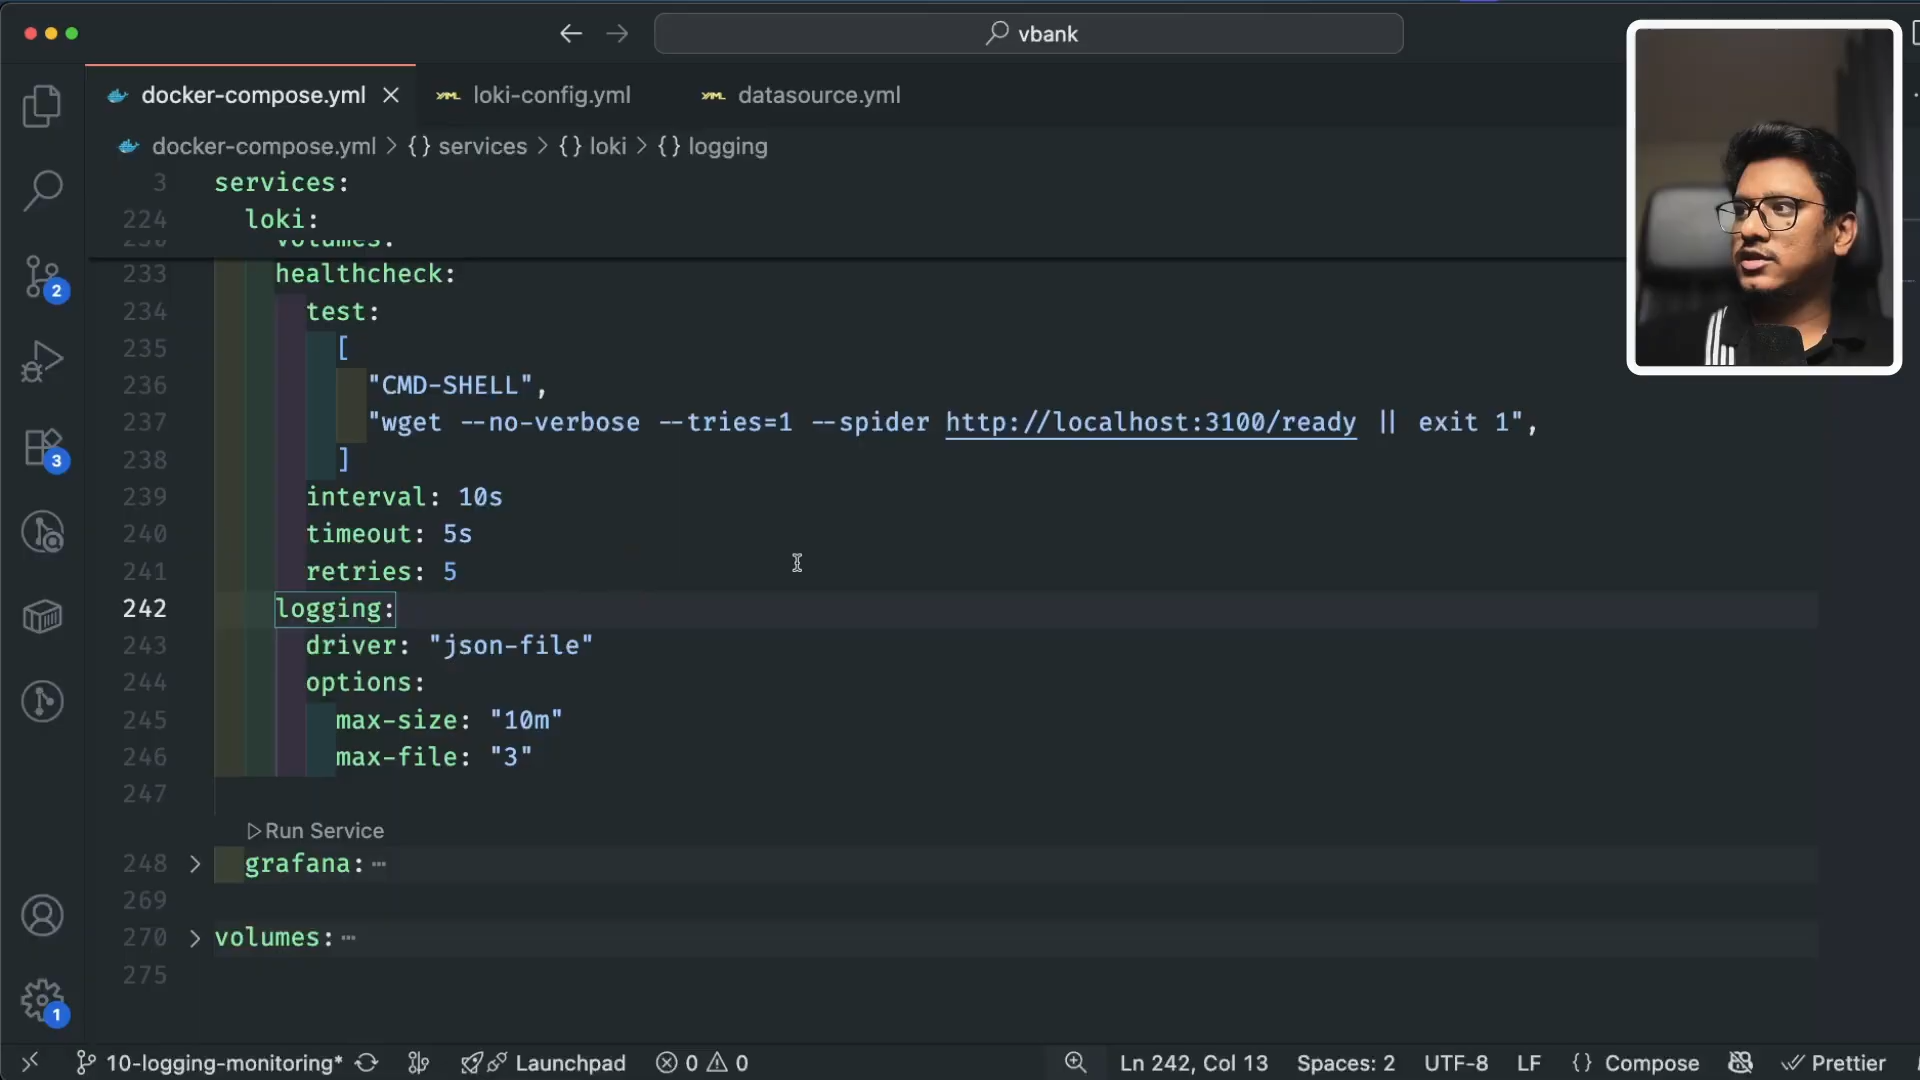 vbank
docker-compose.yml
loki-config.yml
datasource.yml
docker-compose.yml > {} services > {} loki > {} logging
3 services:
224 loki:
230 volumes:
233 healthcheck:
234 test:
235 [
236 "CMD-SHELL",
237 "wget --no-verbose --tries=1 --spider http://localhost:3100/ready || exit 1",
238 ]
239 interval: 10s
240 timeout: 5s
241 retries: 5
242 logging:
243 driver: "json-file"
244 options:
245 max-size: "10m"
246 max-file: "3"
247
Run Service
248 grafana: ...
269
270 volumes: ...
275
2
3
1
10-logging-monitoring* Launchpad 0 0 Ln 242, Col 13 Spaces: 2 UTF-8 LF {} Compose Prettier